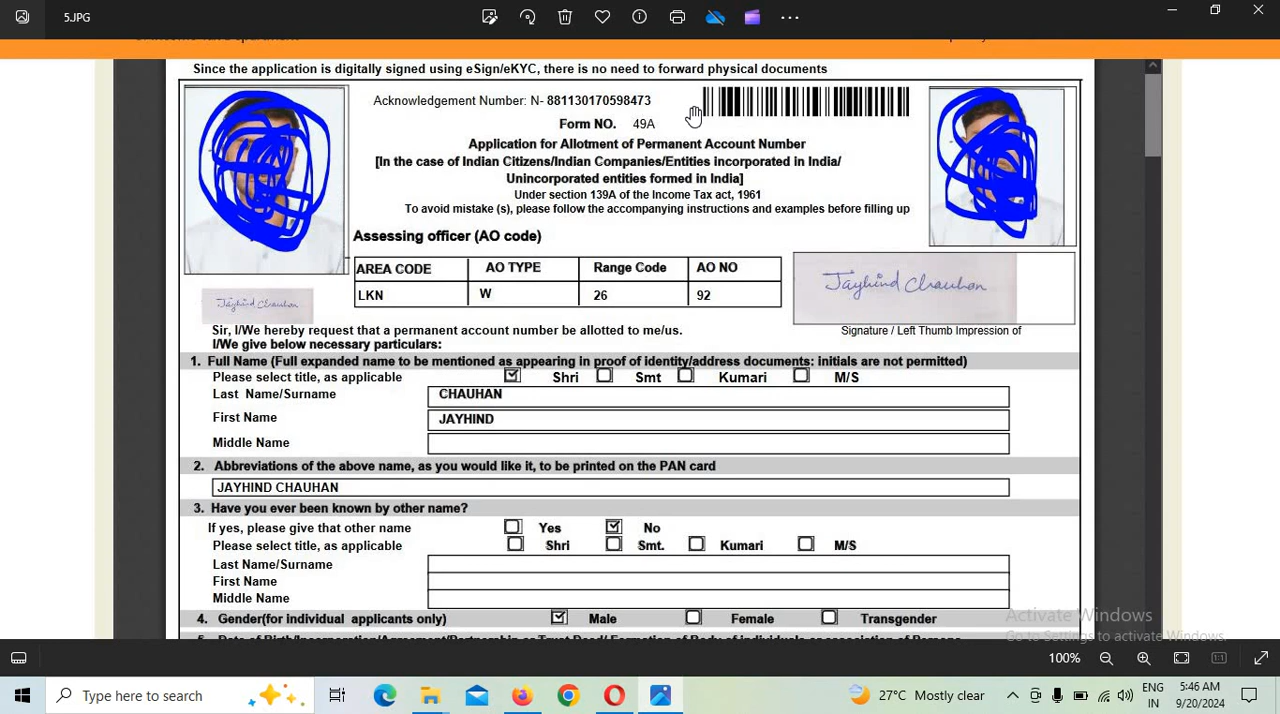 5.JPG
Since the application is digitally signed using eSign/eKYC, there is no need to forward physical documents
Acknowledgement Number: N- 881130170598473
Form NO. 49A
Application for Allotment of Permanent Account Number
[In the case of Indian Citizens/Indian Companies/Entities incorporated in India/
Unincorporated entities formed in India]
Under section 139A of the Income Tax act, 1961
To avoid mistake (s), please follow the accompanying instructions and examples before filling up
Assessing officer (AO code)
AREA CODE AO TYPE Range Code AO NO
LKN W 26 92
Jayhind Chauhan
Jayhind Chauhan
Signature / Left Thumb Impression of
Sir, I/We hereby request that a permanent account number be allotted to me/us.
I/We give below necessary particulars:
1. Full Name (Full expanded name to be mentioned as appearing in proof of identity/address documents: initials are not permitted)
Please select title, as applicable Shri Smt Kumari M/S
Last Name/Surname CHAUHAN
First Name JAYHIND
Middle Name
2. Abbreviations of the above name, as you would like it, to be printed on the PAN card
JAYHIND CHAUHAN
3. Have you ever been known by other name?
If yes, please give that other name Yes No
Please select title, as applicable Shri Smt. Kumari M/S
Last Name/Surname
First Name
Middle Name
4. Gender(for individual applicants only) Male Female Transgender
Activate Windows
Go to Settings to activate Windows.
100% 1:1
Type here to search
27°C Mostly clear
ENG
IN
5:46 AM
9/20/2024